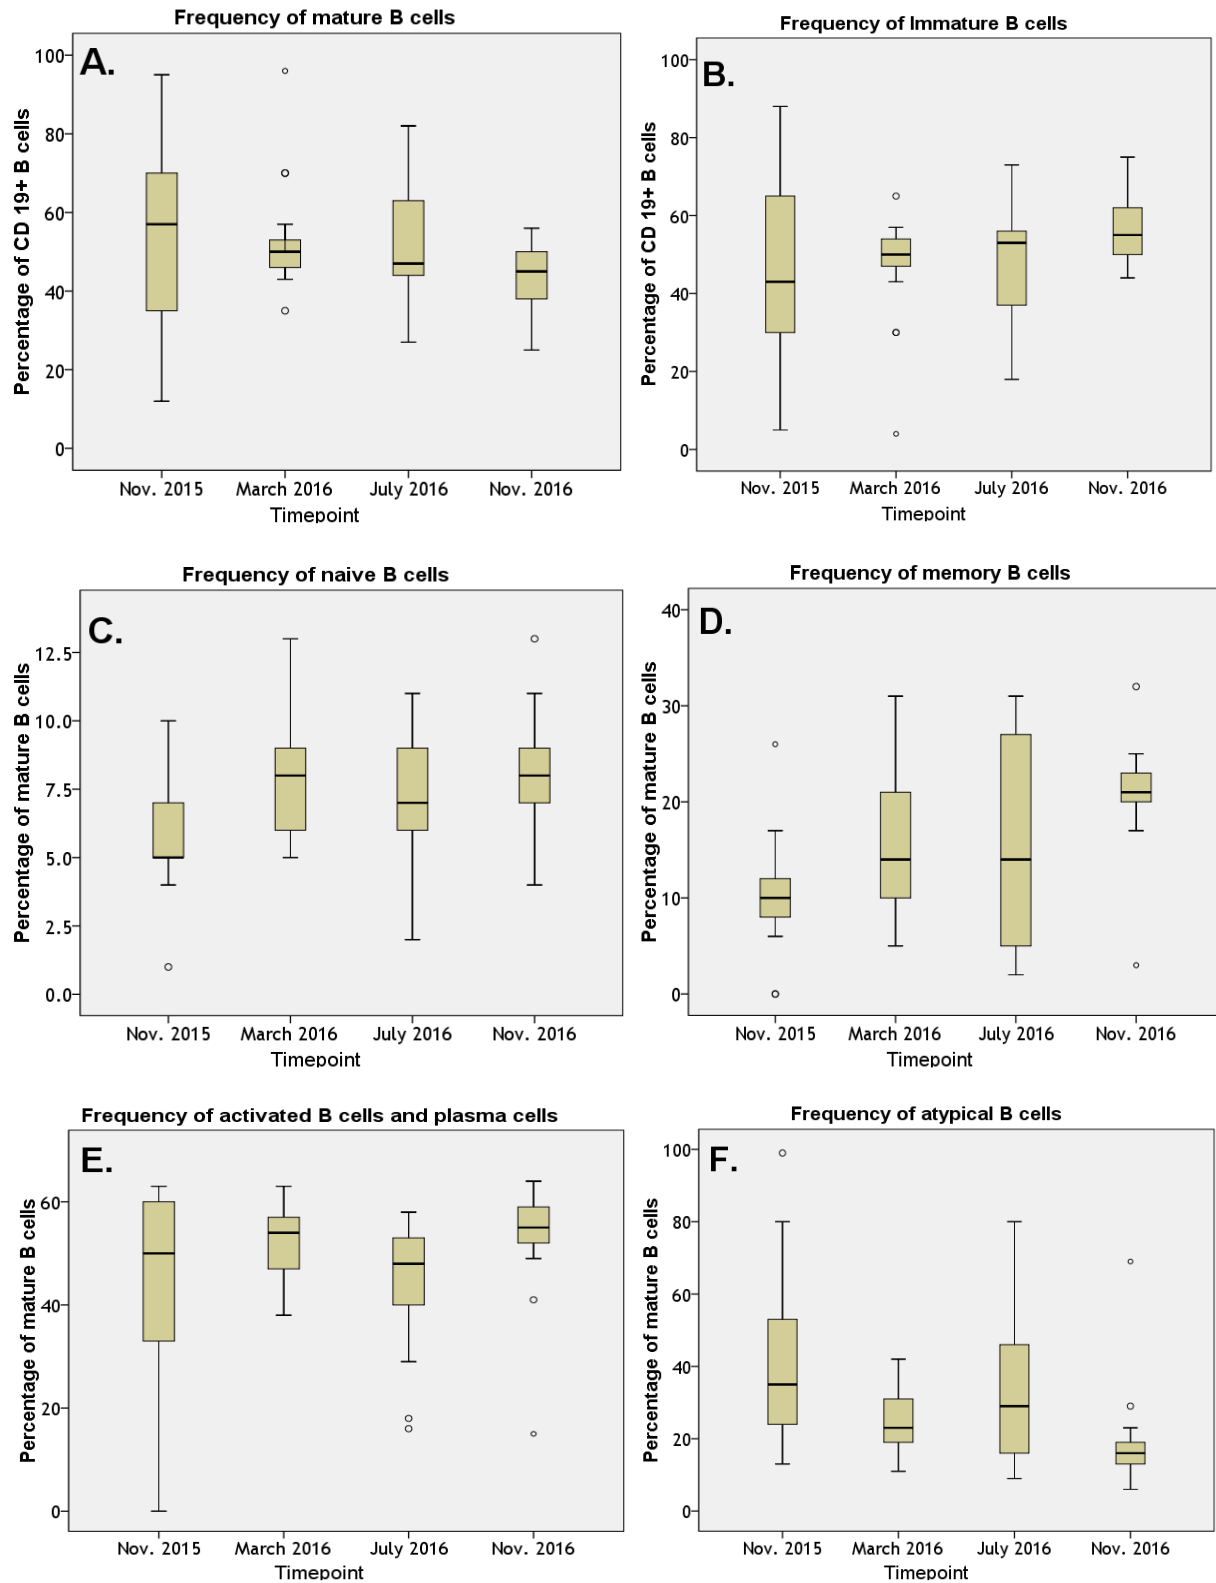 Frequency of mature B cells
A.
Percentage of CD 19+ B cells
100
80
60
40
20
0
Nov. 2015 March 2016 July 2016 Nov. 2016
Timepoint
Frequency of Immature B cells
B.
Percentage of CD 19+ B cells
100
80
60
40
20
0
Nov. 2015 March 2016 July 2016 Nov. 2016
Timepoint
Frequency of naive B cells
C.
Percentage of mature B cells
12.5
10.0
7.5
5.0
2.5
0.0
Nov. 2015 March 2016 July 2016 Nov. 2016
Timepoint
Frequency of memory B cells
D.
Percentage of mature B cells
40
30
20
10
0
Nov. 2015 March 2016 July 2016 Nov. 2016
Timepoint
Frequency of activated B cells and plasma cells
E.
Percentage of mature B cells
60
40
20
0
Nov. 2015 March 2016 July 2016 Nov. 2016
Timepoint
Frequency of atypical B cells
F.
Percentage of mature B cells
100
80
60
40
20
0
Nov. 2015 March 2016 July 2016 Nov. 2016
Timepoint